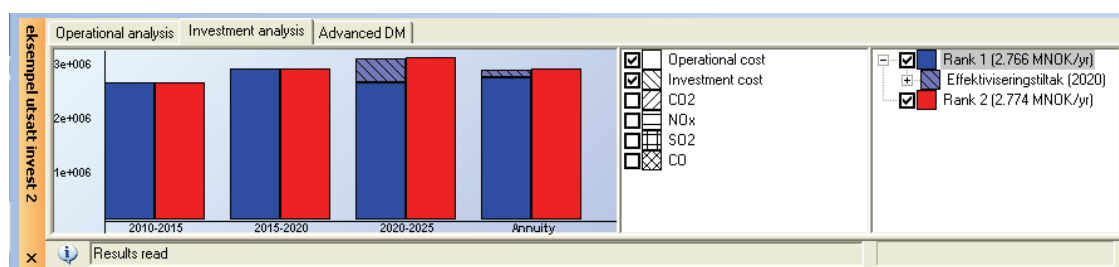 eksempel utsatt invest 2
Operational analysis Investment analysis Advanced DM
3e+006
2e+006
1e+006
2010-2015 2015-2020 2020-2025 Annuity
Operational cost
Investment cost
CO2
NOx
SO2
CO
Rank 1 (2.766 MNOK/yr)
Effektiviseringstiltak (2020)
Rank 2 (2.774 MNOK/yr)
Results read